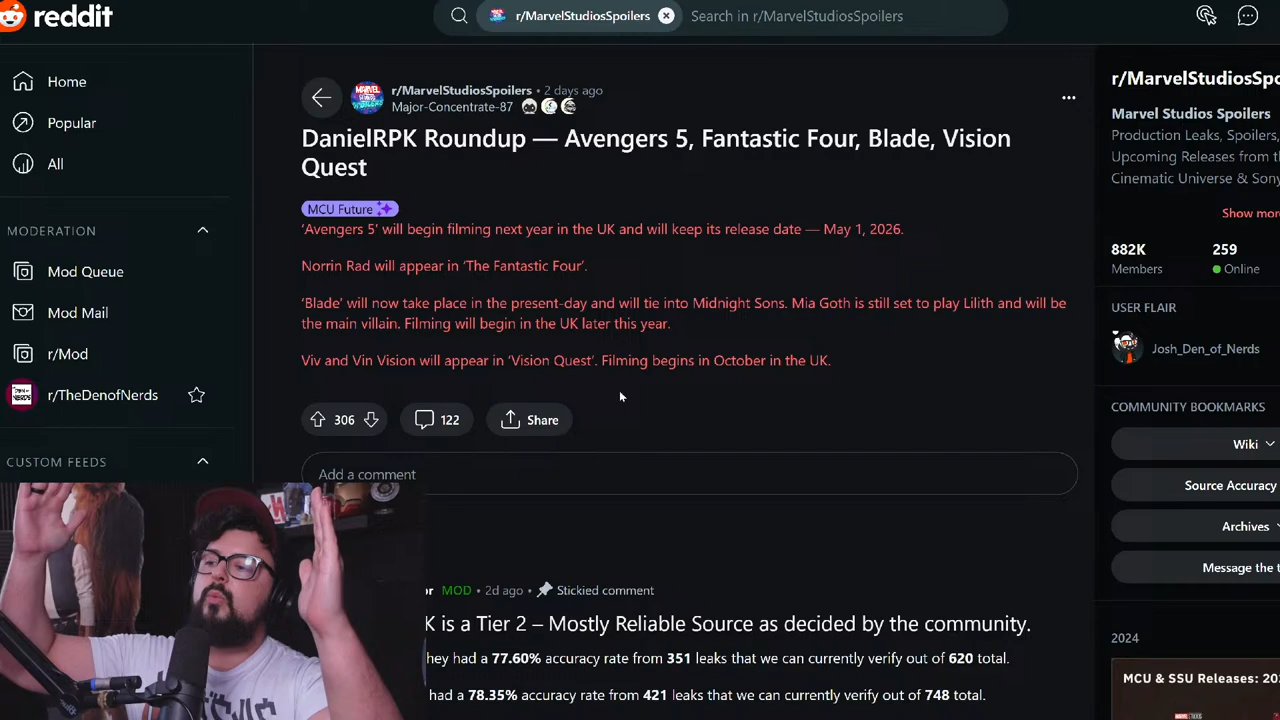 reddit
r/MarvelStudiosSpoilers
Search in r/MarvelStudiosSpoilers
Home
Popular
All
MODERATION
Mod Queue
Mod Mail
r/Mod
r/TheDenofNerds
CUSTOM FEEDS
r/MarvelStudiosSpoilers • 2 days ago
Major-Concentrate-87
DanielRPK Roundup — Avengers 5, Fantastic Four, Blade, Vision
Quest
MCU Future
‘Avengers 5’ will begin filming next year in the UK and will keep its release date — May 1, 2026.
Norrin Rad will appear in ‘The Fantastic Four’.
‘Blade’ will now take place in the present-day and will tie into Midnight Sons. Mia Goth is still set to play Lilith and will be
the main villain. Filming will begin in the UK later this year.
Viv and Vin Vision will appear in ‘Vision Quest’. Filming begins in October in the UK.
306
122
Share
Add a comment
or MOD • 2d ago • Stickied comment
K is a Tier 2 – Mostly Reliable Source as decided by the community.
hey had a 77.60% accuracy rate from 351 leaks that we can currently verify out of 620 total.
had a 78.35% accuracy rate from 421 leaks that we can currently verify out of 748 total.
r/MarvelStudiosSpo
Marvel Studios Spoilers
Production Leaks, Spoilers,
Upcoming Releases from t
Cinematic Universe & Sony
Show mor
882K
Members
259
Online
USER FLAIR
Josh_Den_of_Nerds
COMMUNITY BOOKMARKS
Wiki
Source Accuracy
Archives
Message the t
2024
MCU & SSU Releases: 202